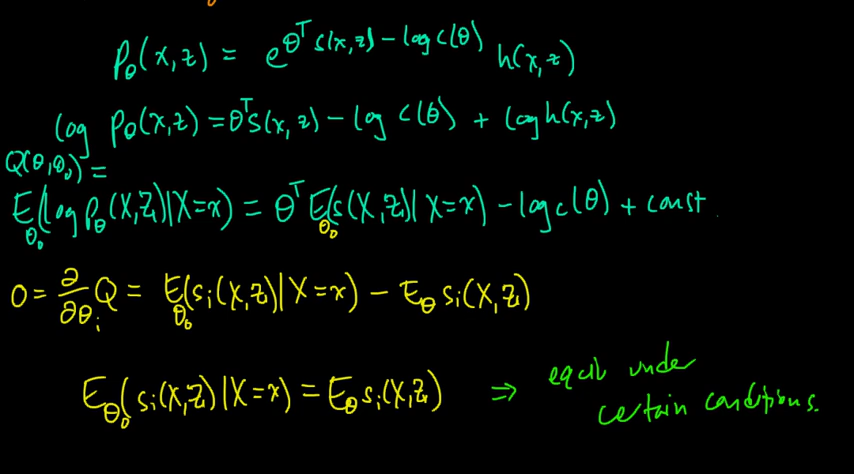 p_θ(x,z) = e^{θ^T s(x,z) − log c(θ)} h(x,z)
log p_θ(x,z) = θ^T s(x,z) − log c(θ) + log h(x,z)
Q(θ,θ_0) =
E_{θ_0}(log p_θ(X,Z)|X=x) = θ^T E_{θ_0}(s(X,Z)|X=x) − log c(θ) + const.
0 = ∂/∂θ_i Q = E_{θ_0}(s_i(X,Z)|X=x) − E_θ s_i(X,Z)
E_{θ_0}(s_i(X,Z)|X=x) = E_θ s_i(X,Z) ⇒ under
certain conditions.